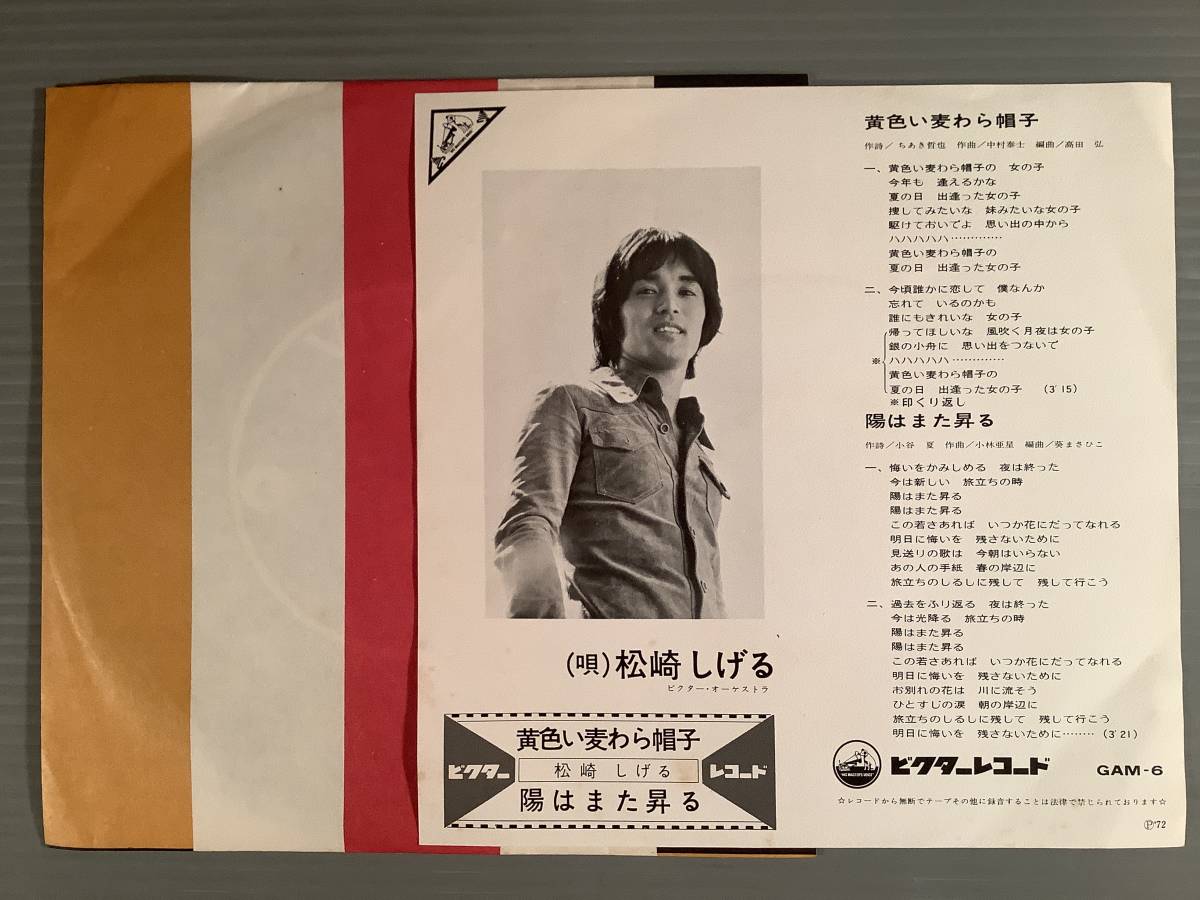 黄色い麦わら帽子
作詩／ちあき哲也　作曲／中村泰士　編曲／高田　弘
一、黄色い麦わら帽子の　女の子
今年も　逢えるかな
夏の日　出逢った女の子
捜してみたいな　妹みたいな女の子
駆けておいでよ　思い出の中から
ハハハハハ…………
黄色い麦わら帽子の
夏の日　出逢った女の子
二、今頃誰かに恋して　僕なんか
忘れて　いるのかも
誰にもきれいな　女の子
帰ってほしいな　風吹く月夜は女の子
銀の小舟に　思い出をつないで
※ハハハハハ…………
黄色い麦わら帽子の
夏の日　出逢った女の子　（3′15）
※印くり返し
陽はまた昇る
作詩／小谷　夏　作曲／小林亜星　編曲／葵まさひこ
一、悔いをかみしめる　夜は終った
今は新しい　旅立ちの時
陽はまた昇る
陽はまた昇る
この若さあれば　いつか花にだってなれる
明日に悔いを　残さないために
見送りの歌は　今朝はいらない
あの人の手紙　春の岸辺に
旅立ちのしるしに残して　残して行こう
二、過去をふり返る　夜は終った
今は光降る　旅立ちの時
陽はまた昇る
陽はまた昇る
この若さあれば　いつか花にだってなれる
明日に悔いを　残さないために
お別れの花は　川に流そう
ひとすじの涙　朝の岸辺に
旅立ちのしるしに残して　残して行こう
明日に悔いを　残さないために………（3′21）
（唄）松崎しげる
ビクター・オーケストラ
黄色い麦わら帽子
ビクター　松崎　しげる　レコード
陽はまた昇る
"HIS MASTER'S VOICE"
ビクターレコード　GAM-6
☆レコードから無断でテープその他に録音することは法律で禁じられております☆
Ⓟ'72